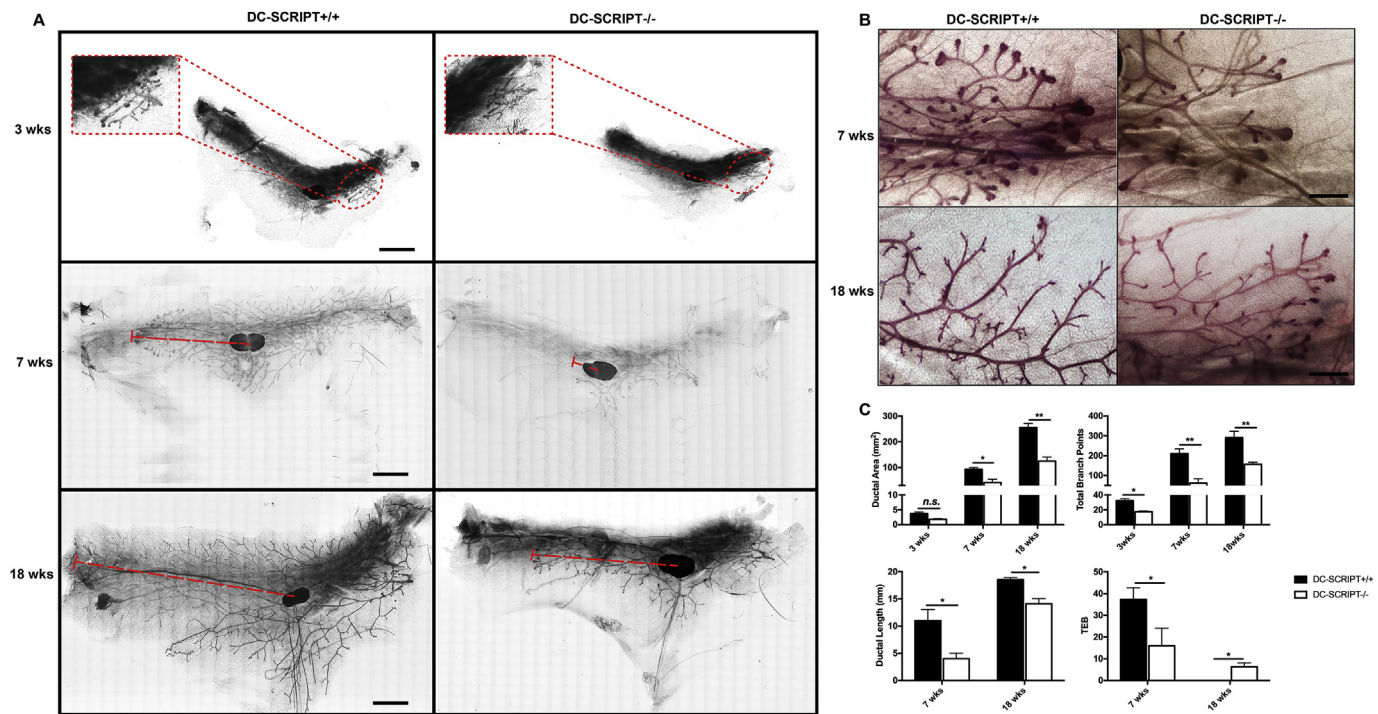 A
DC-SCRIPT+/+
DC-SCRIPT-/-
3 wks
7 wks
18 wks
B
DC-SCRIPT+/+
DC-SCRIPT-/-
7 wks
18 wks
C
Ductal Area (mm²)
300
200
100
10
5
0
n.s.
*
**
3 wks
7 wks
18 wks
Total Branch Points
400
300
200
100
40
20
0
*
**
**
3wks
7wks
18wks
Ductal Length (mm)
20
15
10
5
0
*
*
7 wks
18 wks
TEB
50
40
30
20
10
0
*
*
7 wks
18 wks
DC-SCRIPT+/+
DC-SCRIPT-/-